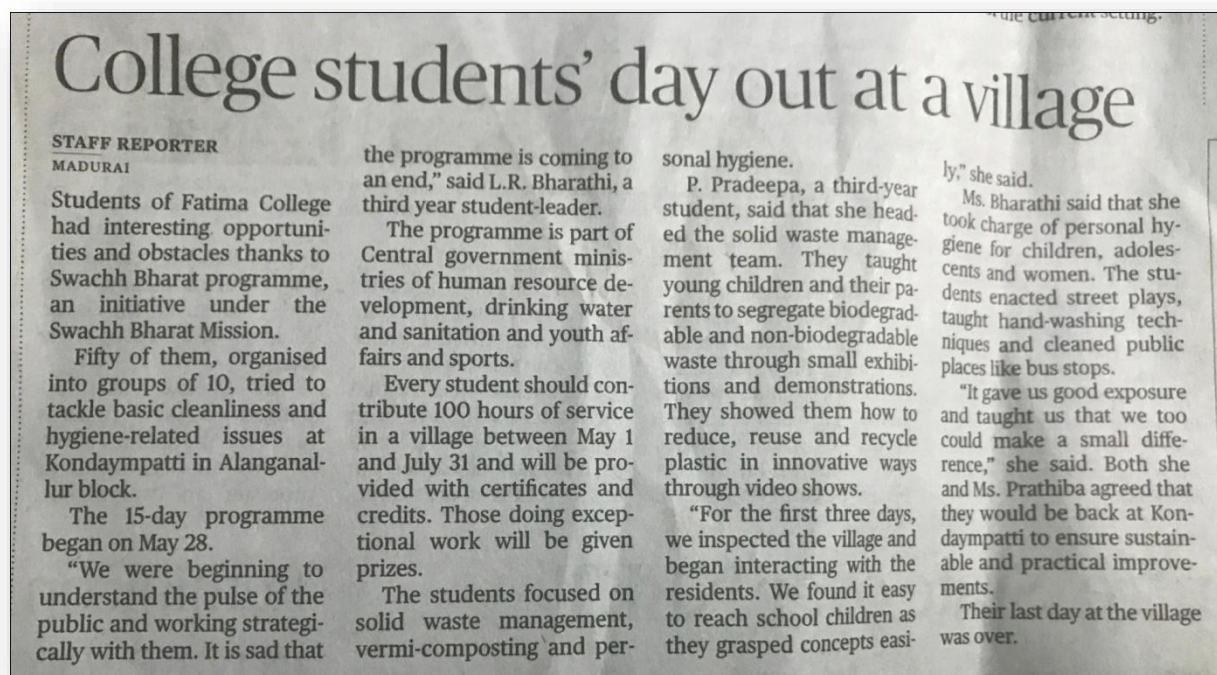 the current setting.
College students’ day out at a village
STAFF REPORTER
MADURAI
Students of Fatima College
had interesting opportuni-
ties and obstacles thanks to
Swachh Bharat programme,
an initiative under the
Swachh Bharat Mission.
Fifty of them, organised
into groups of 10, tried to
tackle basic cleanliness and
hygiene-related issues at
Kondaympatti in Alanganal-
lur block.
The 15-day programme
began on May 28.
“We were beginning to
understand the pulse of the
public and working strategi-
cally with them. It is sad that
the programme is coming to
an end,” said L.R. Bharathi, a
third year student-leader.
The programme is part of
Central government minis-
tries of human resource de-
velopment, drinking water
and sanitation and youth af-
fairs and sports.
Every student should con-
tribute 100 hours of service
in a village between May 1
and July 31 and will be pro-
vided with certificates and
credits. Those doing excep-
tional work will be given
prizes.
The students focused on
solid waste management,
vermi-composting and per-
sonal hygiene.
P. Pradeepa, a third-year
student, said that she head-
ed the solid waste manage-
ment team. They taught
young children and their pa-
rents to segregate biodegrad-
able and non-biodegradable
waste through small exhibi-
tions and demonstrations.
They showed them how to
reduce, reuse and recycle
plastic in innovative ways
through video shows.
“For the first three days,
we inspected the village and
began interacting with the
residents. We found it easy
to reach school children as
they grasped concepts easi-
ly,” she said.
Ms. Bharathi said that she
took charge of personal hy-
giene for children, adoles-
cents and women. The stu-
dents enacted street plays,
taught hand-washing tech-
niques and cleaned public
places like bus stops.
“It gave us good exposure
and taught us that we too
could make a small diffe-
rence,” she said. Both she
and Ms. Prathiba agreed that
they would be back at Kon-
daympatti to ensure sustain-
able and practical improve-
ments.
Their last day at the village
was over.